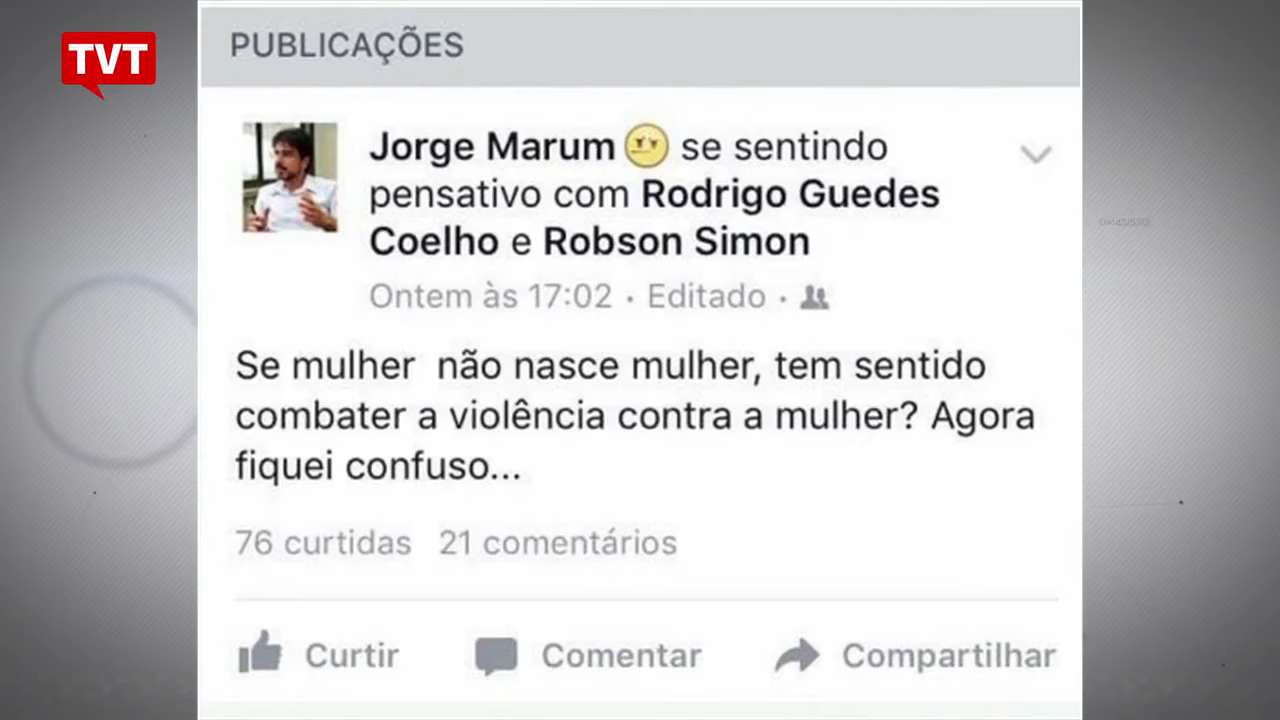 TVT
PUBLICAÇÕES
Jorge Marum se sentindo
pensativo com Rodrigo Guedes
Coelho e Robson Simon
Ontem às 17:02 · Editado ·
Se mulher não nasce mulher, tem sentido
combater a violência contra a mulher? Agora
fiquei confuso...
76 curtidas 21 comentários
Curtir Comentar Compartilhar